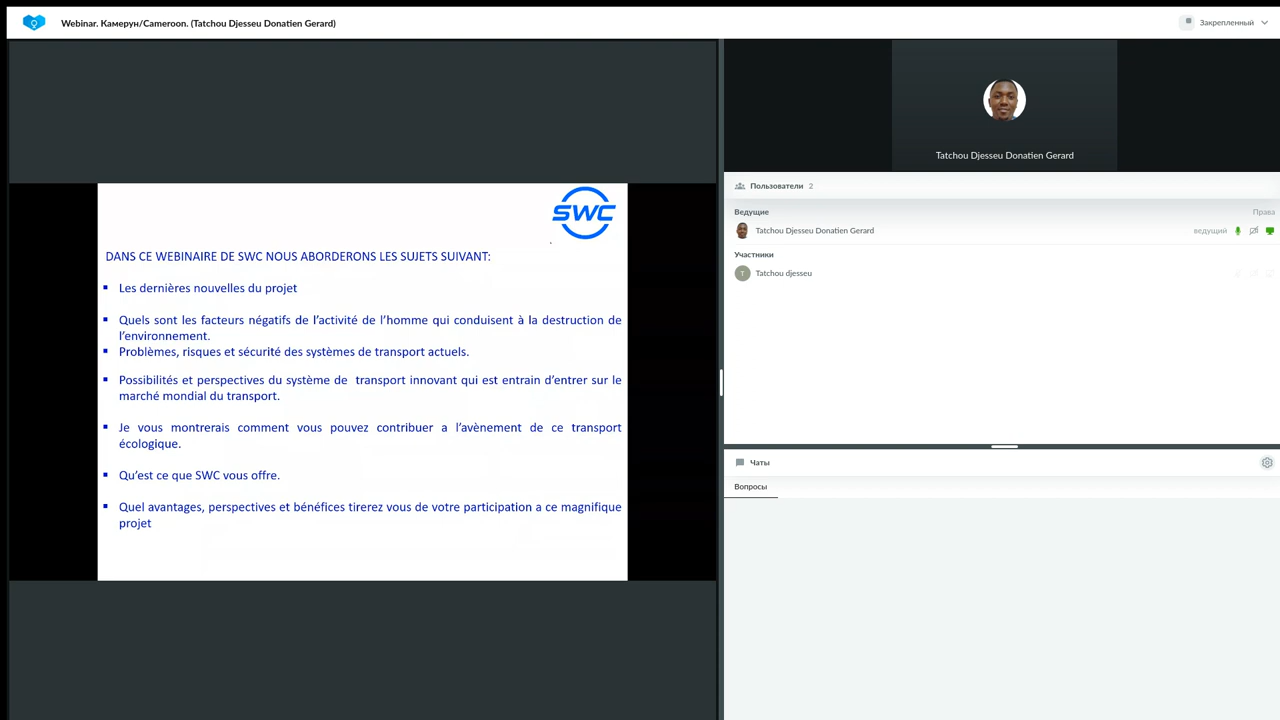 Webinar. Камерун/Cameroon. (Tatchou Djesseu Donatien Gerard)
Закрепленный
SWC
DANS CE WEBINAIRE DE SWC NOUS ABORDERONS LES SUJETS SUIVANT:
▪ Les dernières nouvelles du projet
▪ Quels sont les facteurs négatifs de l'activité de l'homme qui conduisent à la destruction de
l'environnement.
▪ Problèmes, risques et sécurité des systèmes de transport actuels.
▪ Possibilités et perspectives du système de transport innovant qui est entrain d'entrer sur le
marché mondial du transport.
▪ Je vous montrerais comment vous pouvez contribuer a l'avènement de ce transport
écologique.
▪ Qu'est ce que SWC vous offre.
▪ Quel avantages, perspectives et bénéfices tirerez vous de votre participation a ce magnifique
projet
Tatchou Djesseu Donatien Gerard
Пользователи 2
Ведущие Права
Tatchou Djesseu Donatien Gerard ведущий
Участники
T Tatchou djesseu
Чаты
Вопросы